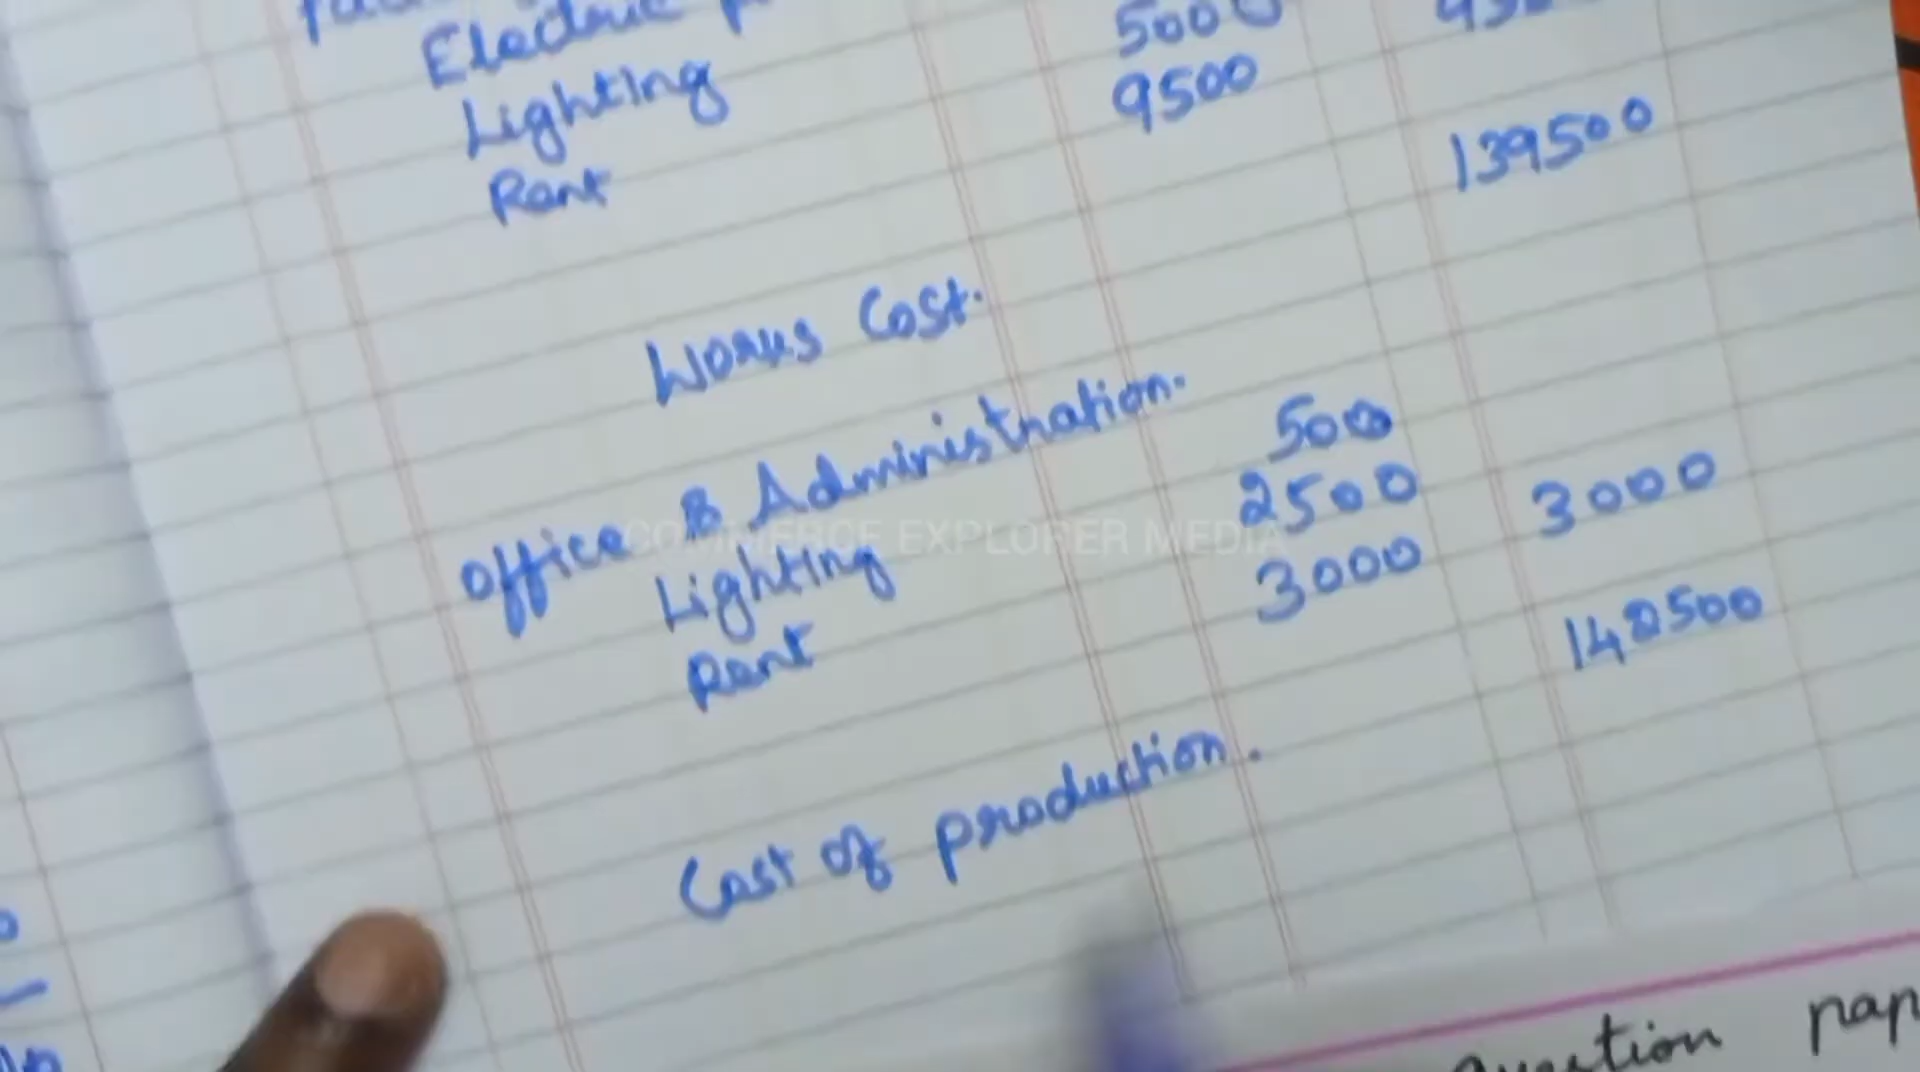 Electric
Lighting 5000
Rent 9500
139500
Works Cost.
Office & Administration.
Lighting 500
Rent 2500 3000
3000
142500
Cost of production.
COMMERCE EXPLORER MEDIA
question